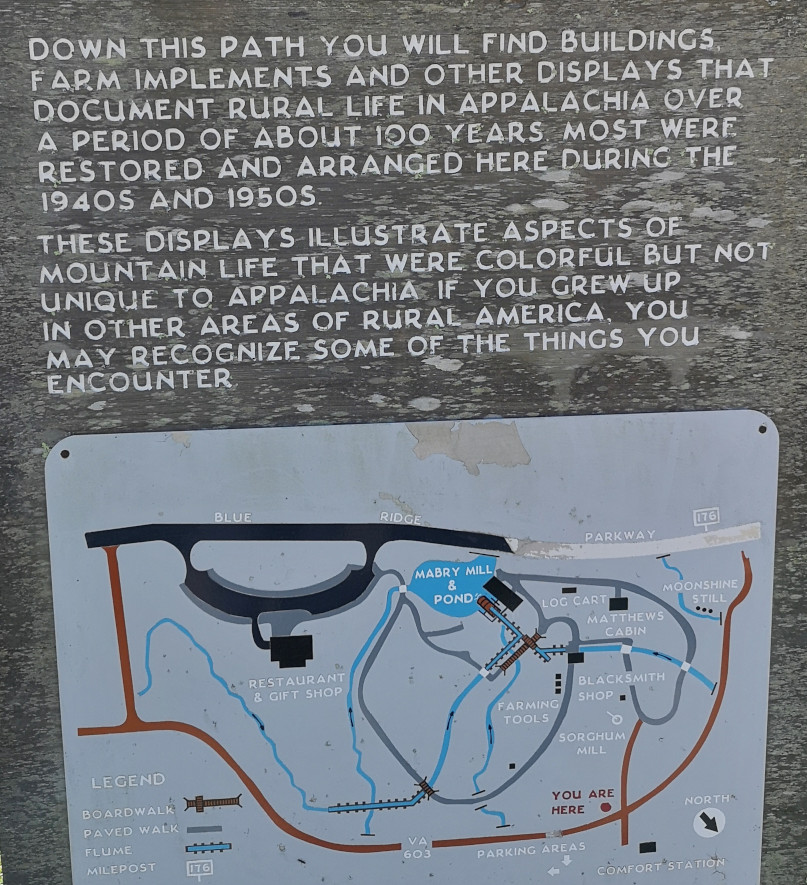 DOWN THIS PATH YOU WILL FIND BUILDINGS,
FARM IMPLEMENTS AND OTHER DISPLAYS THAT
DOCUMENT RURAL LIFE IN APPALACHIA OVER
A PERIOD OF ABOUT 100 YEARS. MOST WERE
RESTORED AND ARRANGED HERE DURING THE
1940S AND 1950S.
THESE DISPLAYS ILLUSTRATE ASPECTS OF
MOUNTAIN LIFE THAT WERE COLORFUL BUT NOT
UNIQUE TO APPALACHIA. IF YOU GREW UP
IN OTHER AREAS OF RURAL AMERICA, YOU
MAY RECOGNIZE SOME OF THE THINGS YOU
ENCOUNTER.
BLUE RIDGE PARKWAY
176
MABRY MILL
&
POND
LOG CART
MOONSHINE
STILL
MATTHEWS
CABIN
RESTAURANT
& GIFT SHOP
BLACKSMITH
SHOP
FARMING
TOOLS
SORGHUM
MILL
YOU ARE
HERE
NORTH
VA
603
PARKING AREAS
COMFORT STATION
LEGEND
BOARDWALK
PAVED WALK
FLUME
MILEPOST 176